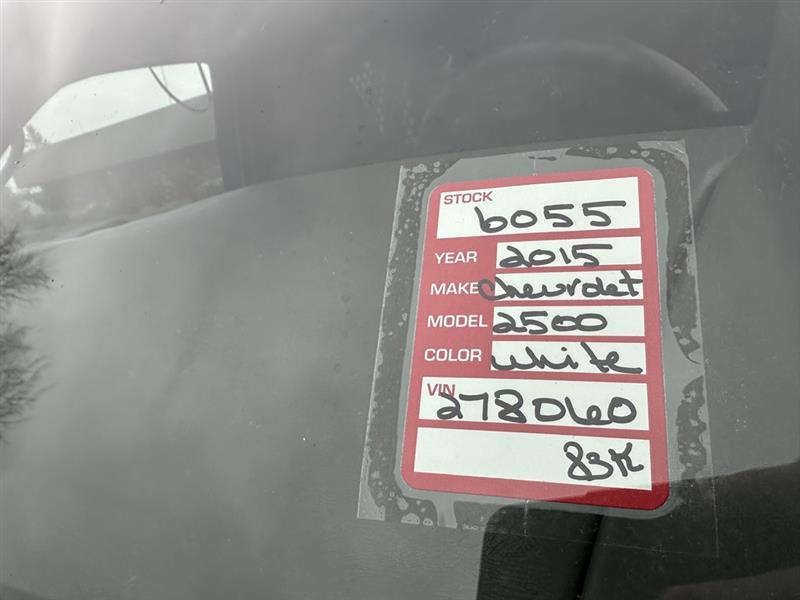 STOCK 6055
YEAR 2015
MAKE Chevrolet
MODEL 2500
COLOR white
VIN 278060
83K